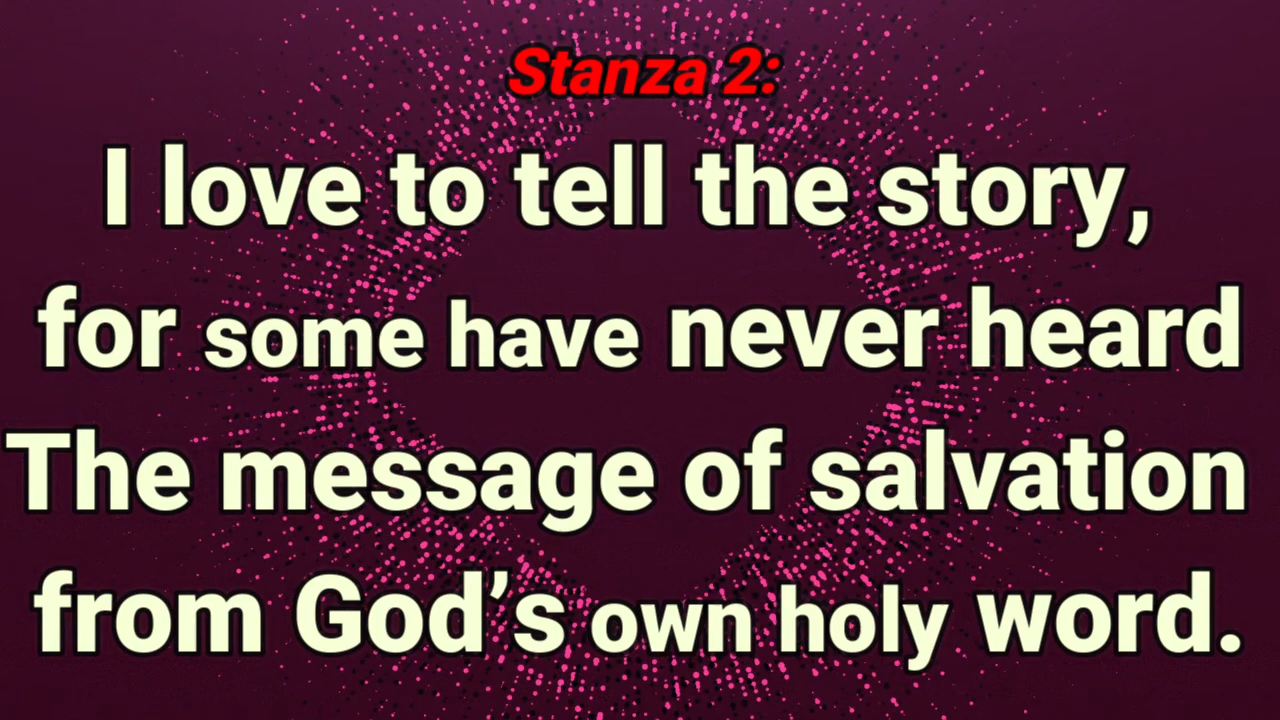 Stanza 2:
I love to tell the story,
for some have never heard
The message of salvation
from God’s own holy word.